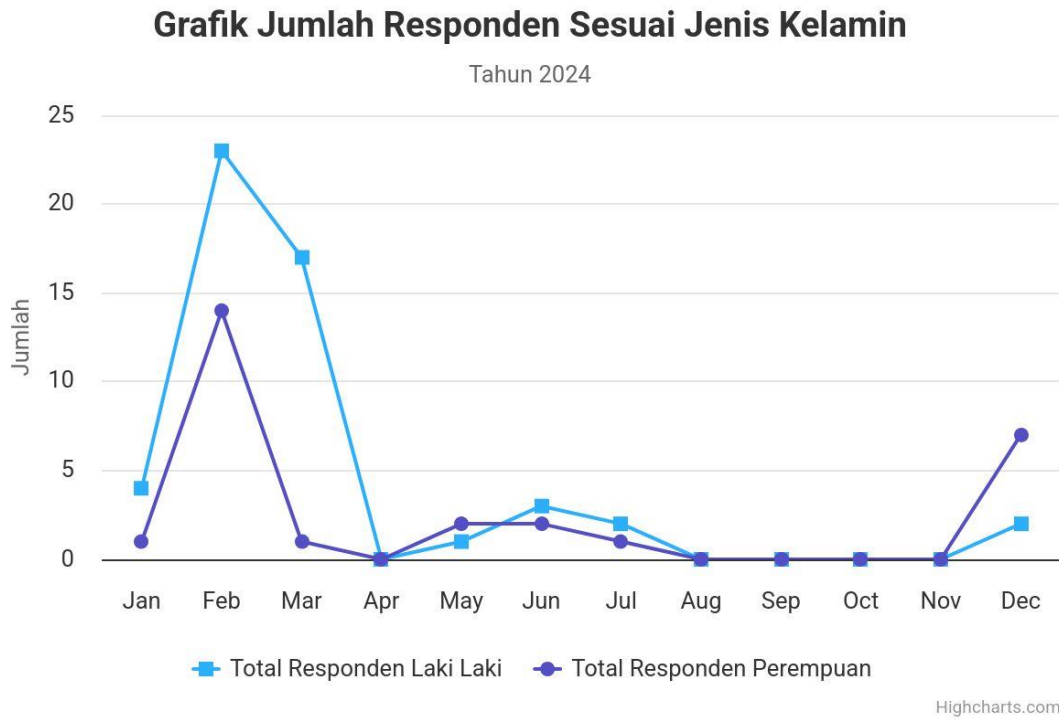 Grafik Jumlah Responden Sesuai Jenis Kelamin
Tahun 2024
Jumlah
25
20
15
10
5
0
Jan Feb Mar Apr May Jun Jul Aug Sep Oct Nov Dec
Total Responden Laki Laki Total Responden Perempuan
Highcharts.com